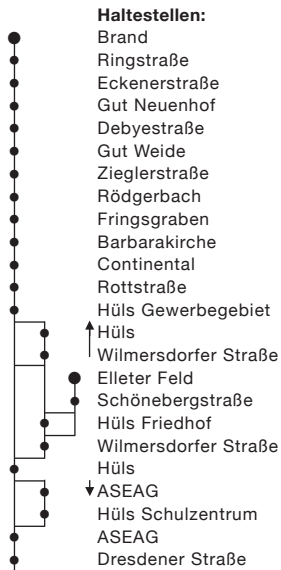 Haltestellen:
Brand
Ringstraße
Eckenerstraße
Gut Neuenhof
Debyestraße
Gut Weide
Zieglerstraße
Rödgerbach
Fringsgraben
Barbarakirche
Continental
Rottstraße
Hüls Gewerbegebiet
Hüls
Wilmersdorfer Straße
Elleter Feld
Schönebergstraße
Hüls Friedhof
Wilmersdorfer Straße
Hüls
ASEAG
Hüls Schulzentrum
ASEAG
Dresdener Straße